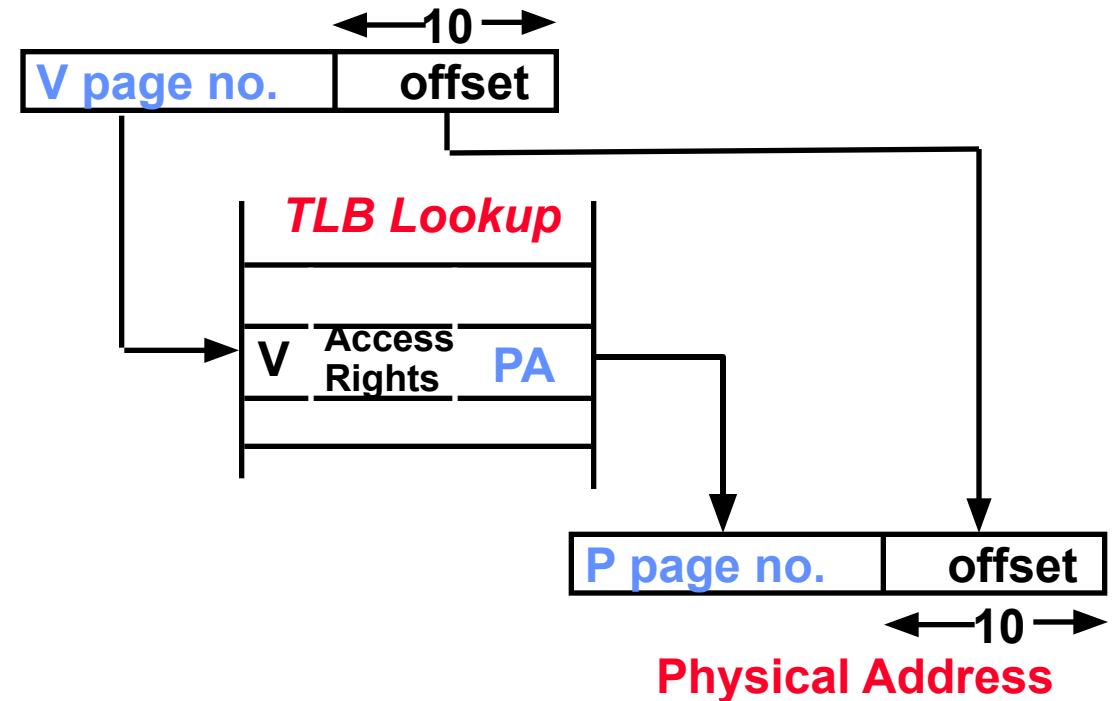 10
V page no. offset
TLB Lookup
V Access Rights PA
P page no. offset
10
Physical Address